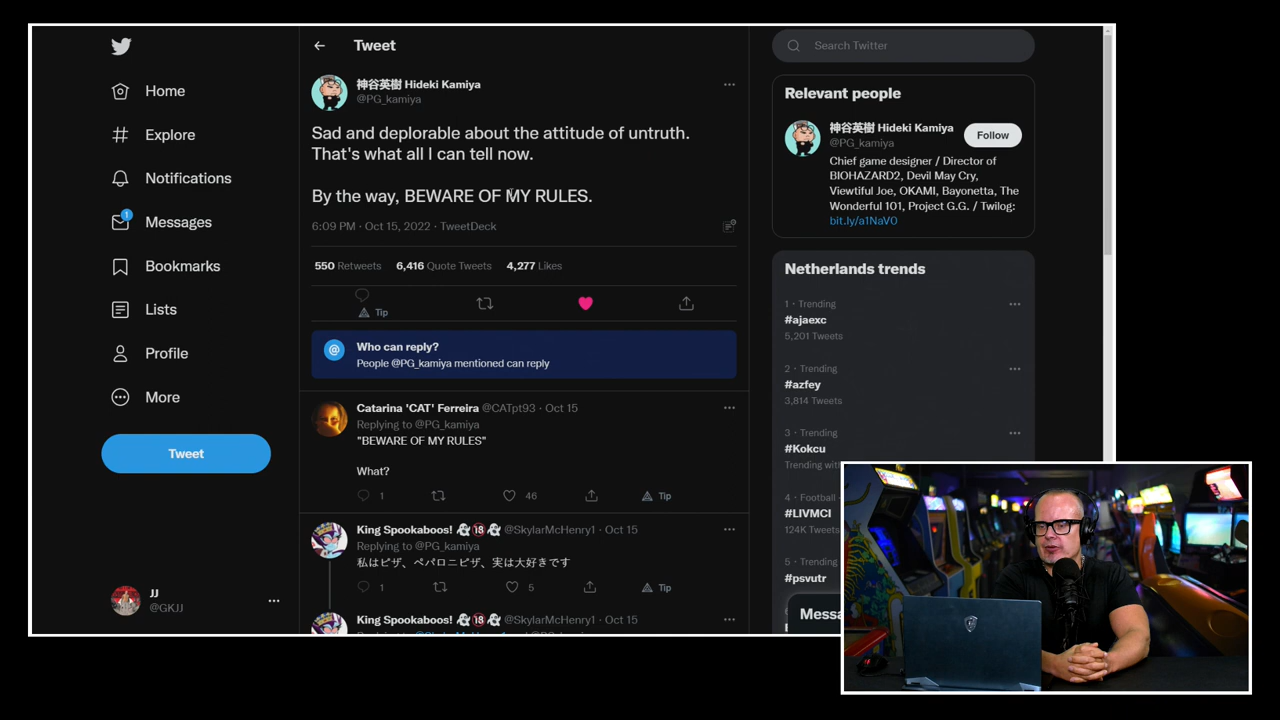 Home
Explore
Notifications
1
Messages
Bookmarks
Lists
Profile
More
Tweet
JJ
@GKJJ
Tweet
神谷英樹 Hideki Kamiya
@PG_kamiya
Sad and deplorable about the attitude of untruth.
That's what all I can tell now.
By the way, BEWARE OF MY RULES.
6:09 PM · Oct 15, 2022 · TweetDeck
550 Retweets 6,416 Quote Tweets 4,277 Likes
Tip
Who can reply?
People @PG_kamiya mentioned can reply
Catarina 'CAT' Ferreira @CATpt93 · Oct 15
Replying to @PG_kamiya
"BEWARE OF MY RULES"
What?
1 46 Tip
King Spookaboos! 👻🔞👻 @SkylarMcHenry1 · Oct 15
Replying to @PG_kamiya
私はピザ、ペパロニピザ、実は大好きです
1 5 Tip
King Spookaboos! 👻🔞👻 @SkylarMcHenry1 · Oct 15
Search Twitter
Relevant people
神谷英樹 Hideki Kamiya
@PG_kamiya
Follow
Chief game designer / Director of
BIOHAZARD2, Devil May Cry,
Viewtiful Joe, OKAMI, Bayonetta, The
Wonderful 101, Project G.G. / Twilog:
bit.ly/a1NaV0
Netherlands trends
1 · Trending
#ajaexc
5,201 Tweets
2 · Trending
#azfey
3,814 Tweets
3 · Trending
#Kokcu
Trending with
4 · Football ·
#LIVMCI
124K Tweets
5 · Trending
#psvutr
Messa